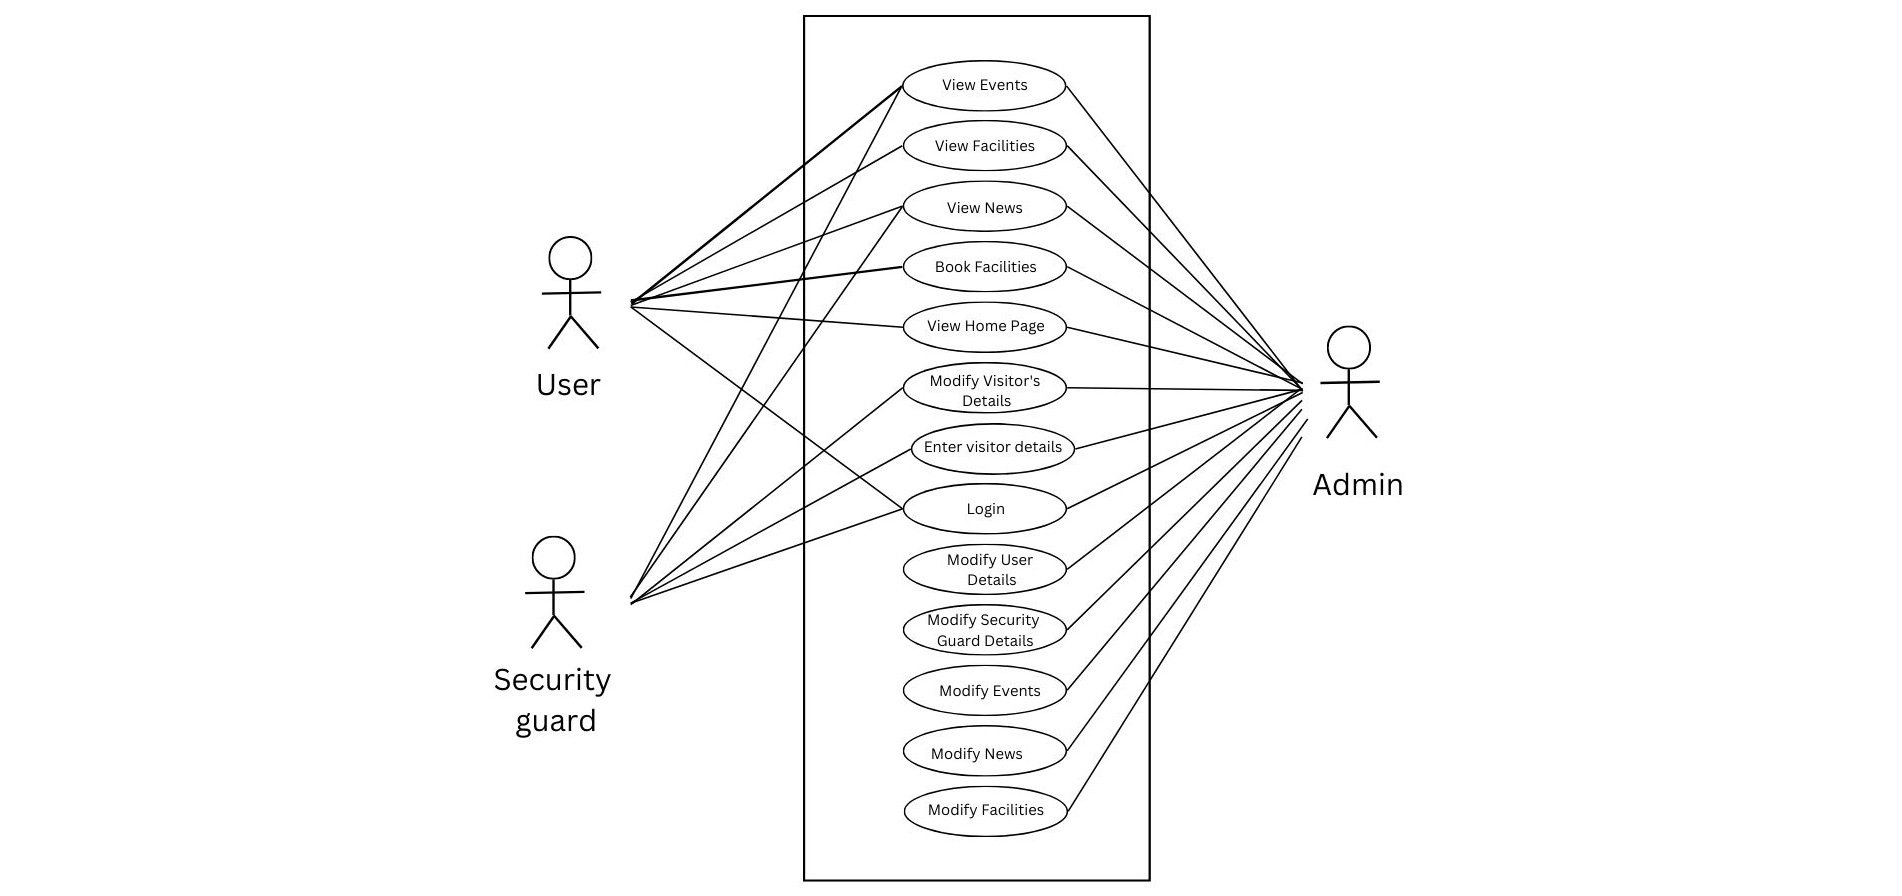 View Events
View Facilities
View News
Book Facilities
View Home Page
Modify Visitor's
Details
Enter visitor details
Login
Modify User
Details
Modify Security
Guard Details
Modify Events
Modify News
Modify Facilities
User
Security
guard
Admin